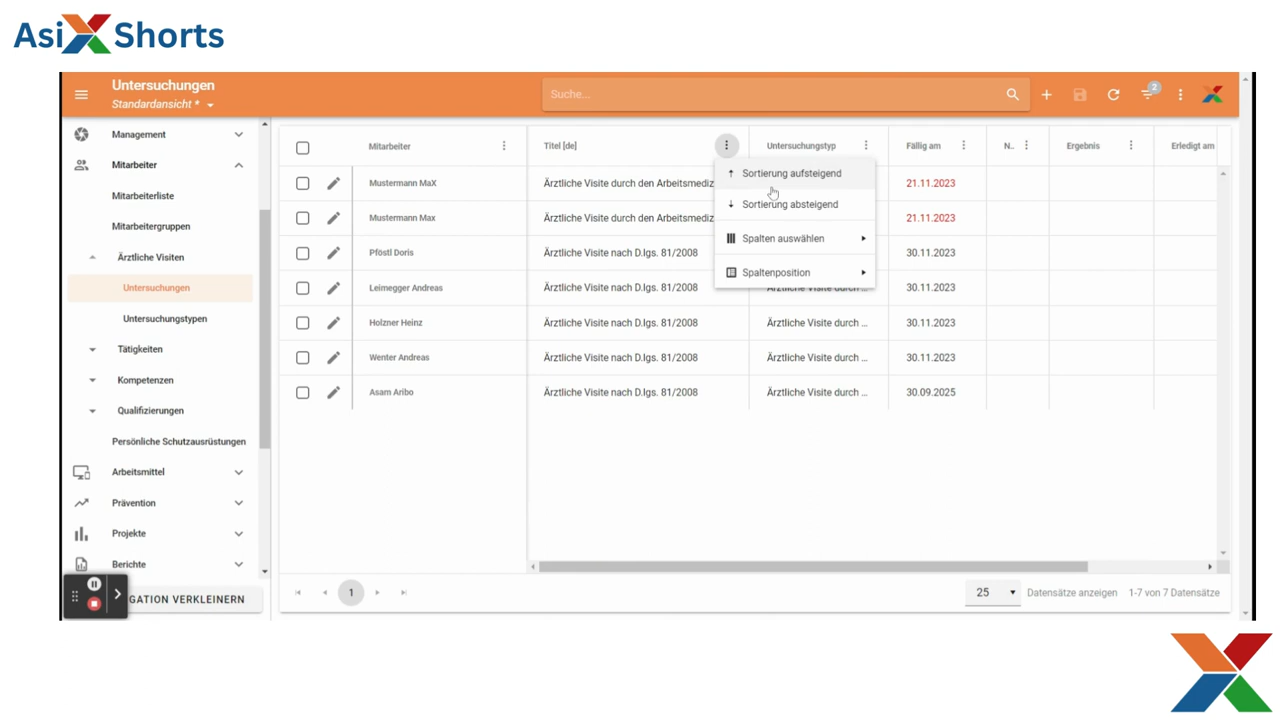 Asi Shorts
Untersuchungen
Standardansicht *
Suche...
2
Management
Mitarbeiter
Mitarbeiterliste
Mitarbeitergruppen
Ärztliche Visiten
Untersuchungen
Untersuchungstypen
Tätigkeiten
Kompetenzen
Qualifizierungen
Persönliche Schutzausrüstungen
Arbeitsmittel
Prävention
Projekte
Berichte
GATION VERKLEINERN
Mitarbeiter Titel [de] Untersuchungstyp Fällig am N.. Ergebnis Erledigt am
Mustermann MaX Ärztliche Visite durch den Arbeitsmediz 21.11.2023
Mustermann Max Ärztliche Visite durch den Arbeitsmediz 21.11.2023
Pföstl Doris Ärztliche Visite nach D.lgs. 81/2008 30.11.2023
Leimegger Andreas Ärztliche Visite nach D.lgs. 81/2008 Ärztliche Visite durch ... 30.11.2023
Holzner Heinz Ärztliche Visite nach D.lgs. 81/2008 Ärztliche Visite durch ... 30.11.2023
Wenter Andreas Ärztliche Visite nach D.lgs. 81/2008 Ärztliche Visite durch ... 30.11.2023
Asam Aribo Ärztliche Visite nach D.lgs. 81/2008 Ärztliche Visite durch ... 30.09.2025
Sortierung aufsteigend
Sortierung absteigend
Spalten auswählen
Spaltenposition
1
25 Datensätze anzeigen 1-7 von 7 Datensätze